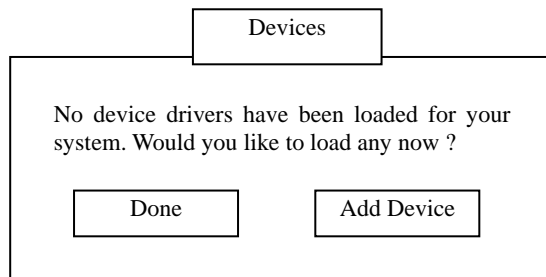 Devices
No device drivers have been loaded for your
system. Would you like to load any now ?
Done
Add Device